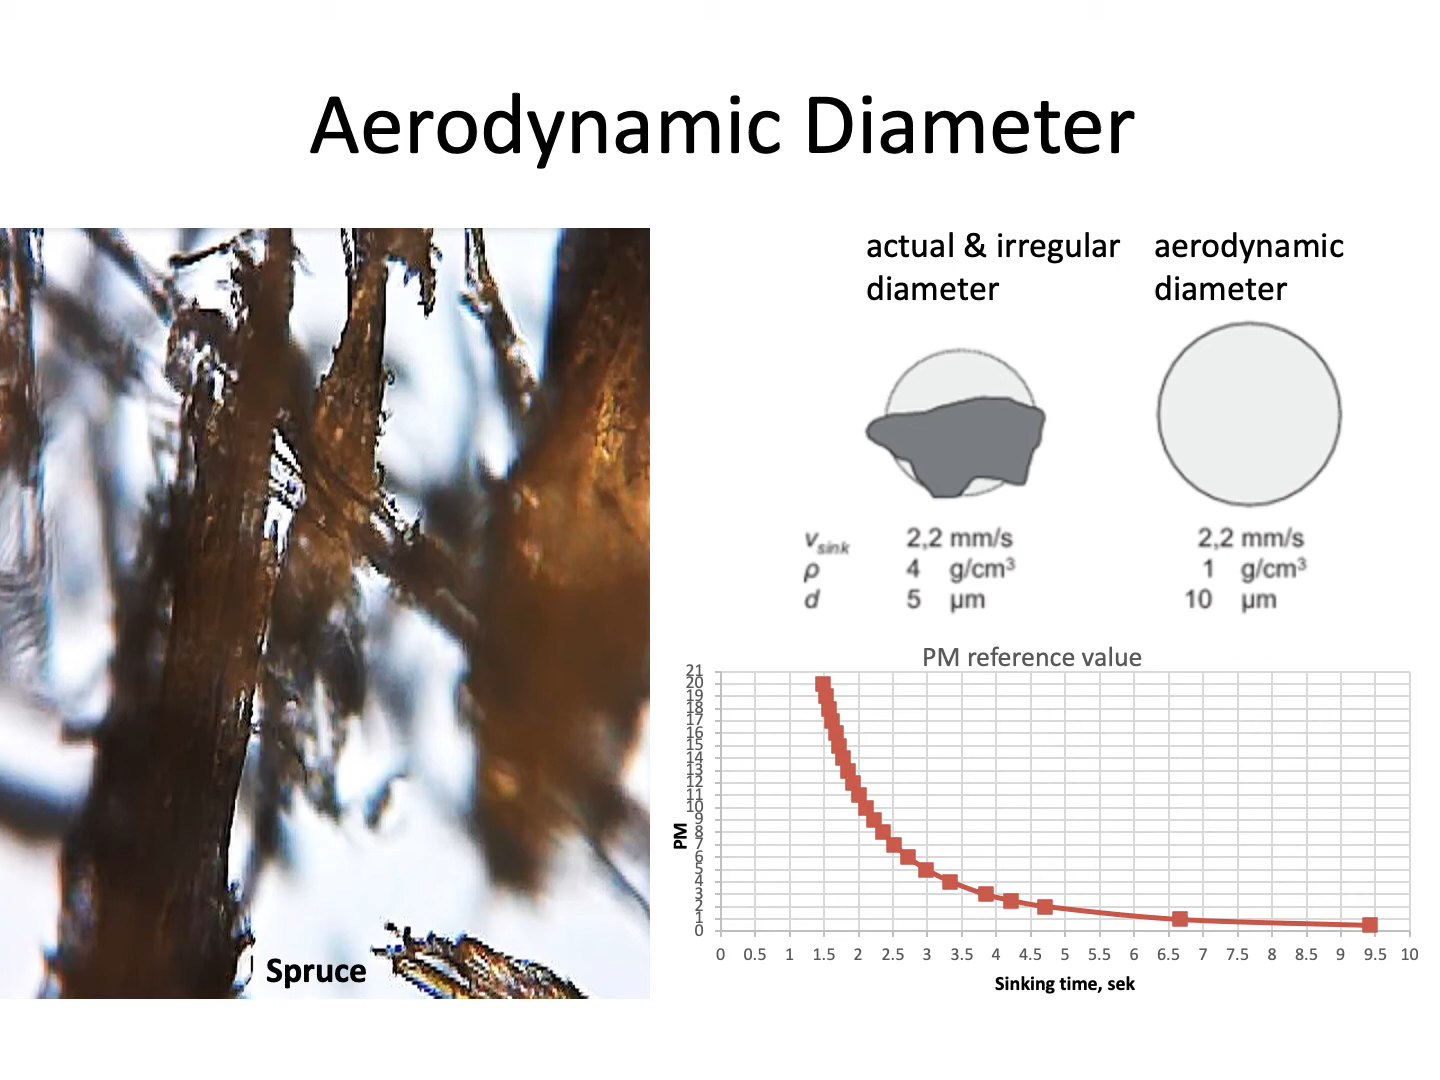 Aerodynamic Diameter
actual & irregular
diameter
aerodynamic
diameter
v_sink 2,2 mm/s 2,2 mm/s
ρ 4 g/cm³ 1 g/cm³
d 5 µm 10 µm
Spruce
PM reference value
21
20
19
18
17
16
15
14
13
12
11
10
9
8
7
6
5
4
3
2
1
0
PM
0 0.5 1 1.5 2 2.5 3 3.5 4 4.5 5 5.5 6 6.5 7 7.5 8 8.5 9 9.5 10
Sinking time, sek